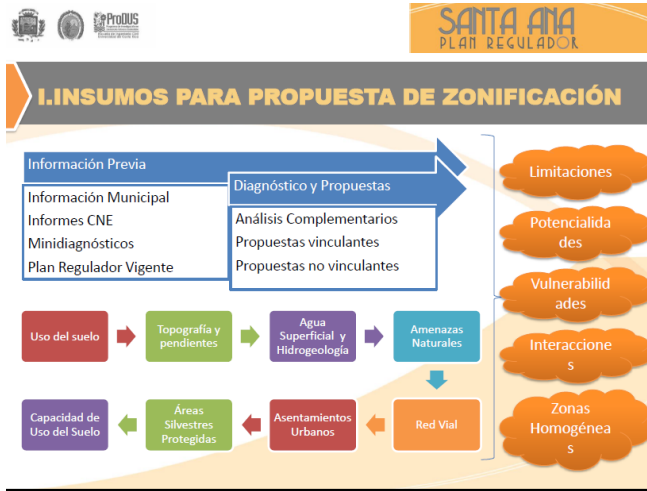 ProDUS
SANTA ANA
PLAN REGULADOR
I.INSUMOS PARA PROPUESTA DE ZONIFICACIÓN
Información Previa
Información Municipal
Informes CNE
Minidiagnósticos
Plan Regulador Vigente
Diagnóstico y Propuestas
Análisis Complementarios
Propuestas vinculantes
Propuestas no vinculantes
Limitaciones
Potencialida
des
Vulnerabilid
ades
Interaccione
s
Zonas
Homogénea
s
Uso del suelo
Topografía y
pendientes
Agua
Superficial y
Hidrogeología
Amenazas
Naturales
Red Vial
Asentamientos
Urbanos
Áreas
Silvestres
Protegidas
Capacidad de
Uso del Suelo